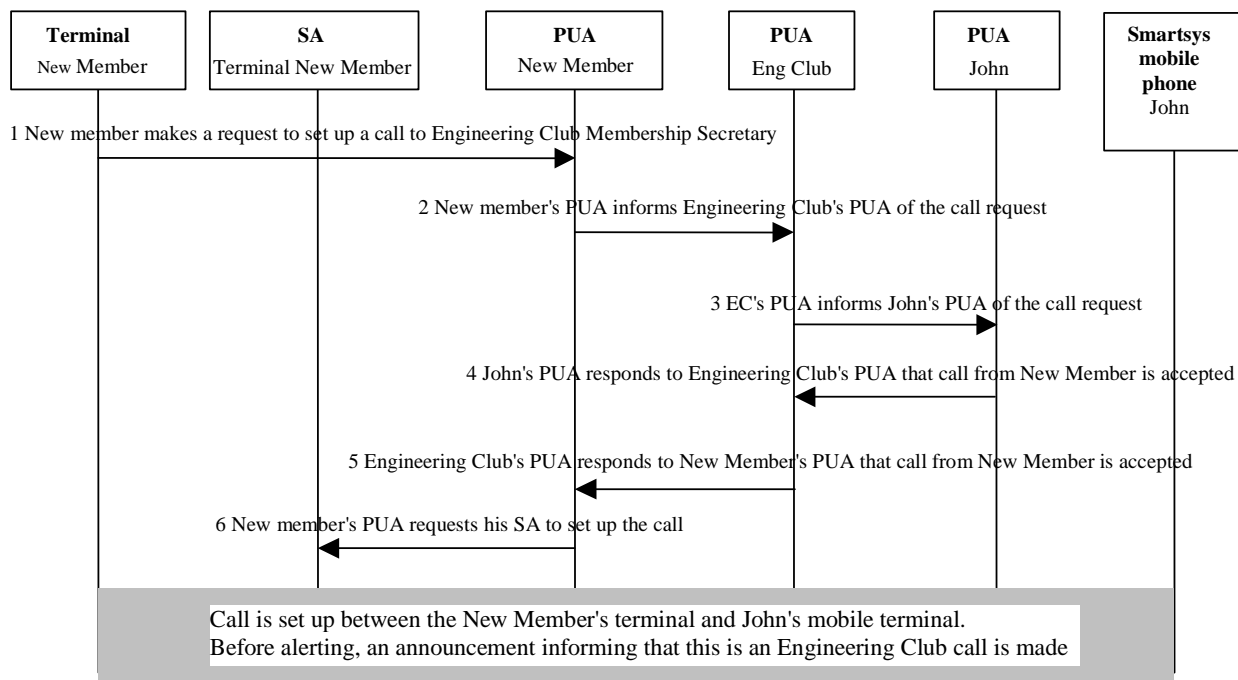 Terminal
New Member
SA
Terminal New Member
PUA
New Member
PUA
Eng Club
PUA
John
Smartsys
mobile
phone
John
1 New member makes a request to set up a call to Engineering Club Membership Secretary
2 New member's PUA informs Engineering Club's PUA of the call request
3 EC's PUA informs John's PUA of the call request
4 John's PUA responds to Engineering Club's PUA that call from New Member is accepted
5 Engineering Club's PUA responds to New Member's PUA that call from New Member is accepted
6 New member's PUA requests his SA to set up the call
Call is set up between the New Member's terminal and John's mobile terminal.
Before alerting, an announcement informing that this is an Engineering Club call is made